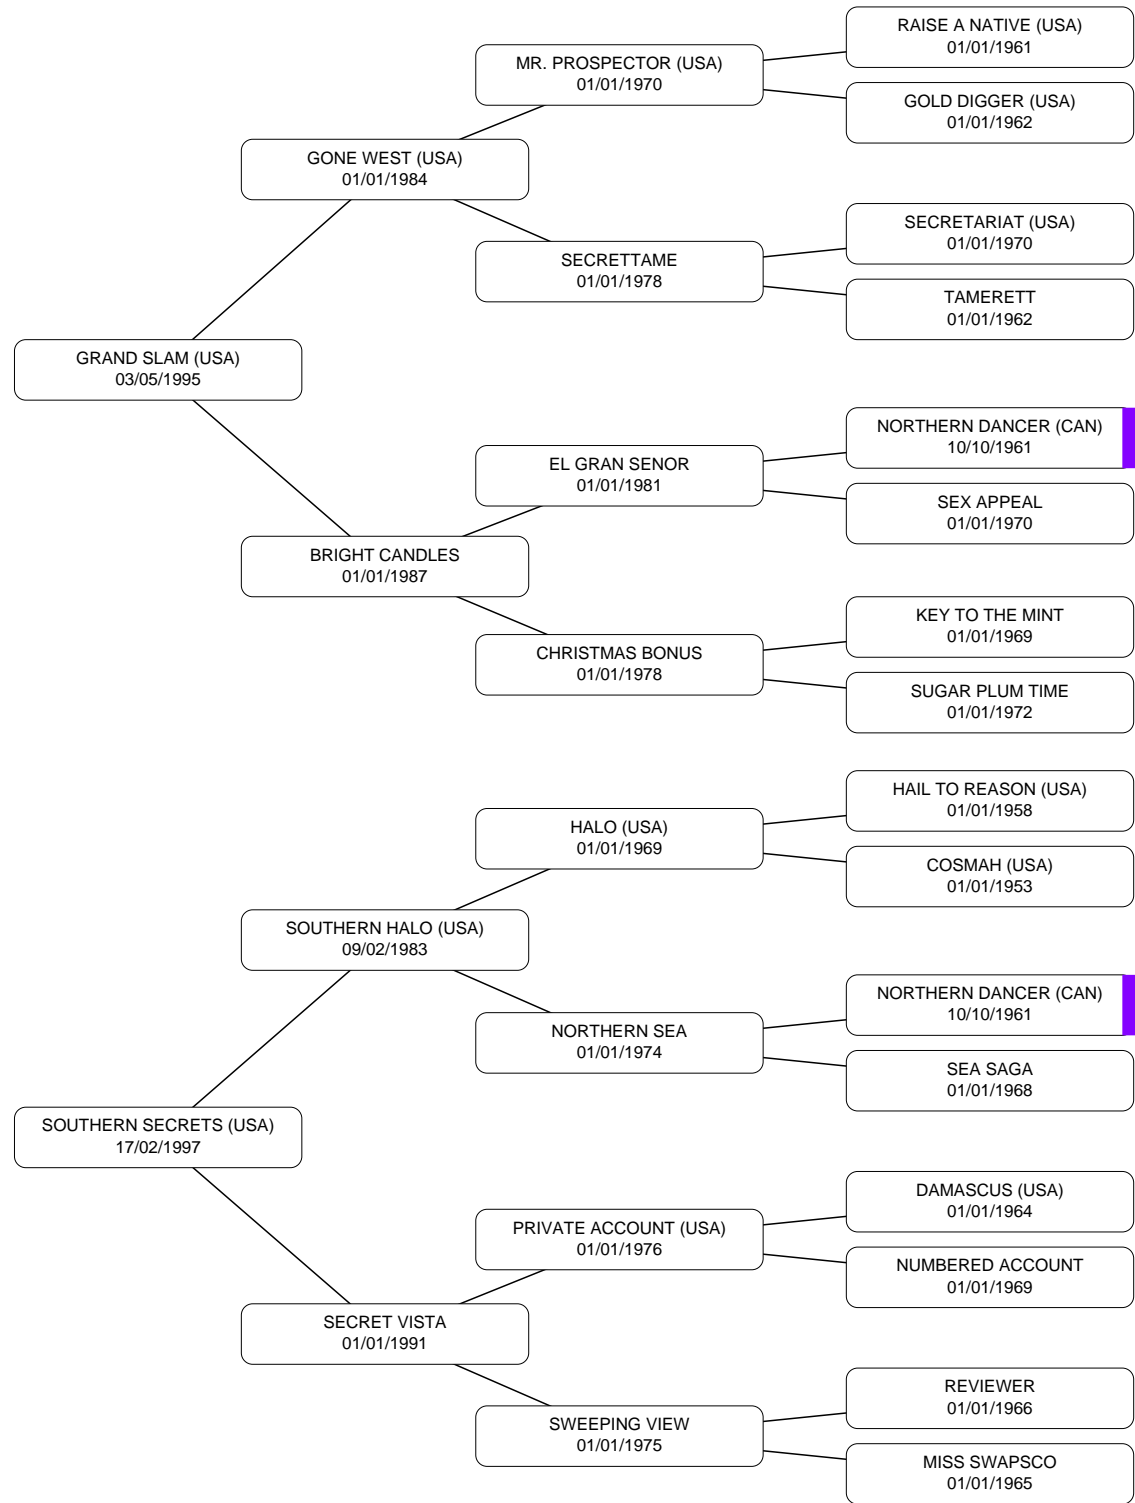 RAISE A NATIVE (USA)
01/01/1961
MR. PROSPECTOR (USA)
01/01/1970
GOLD DIGGER (USA)
01/01/1962
GONE WEST (USA)
01/01/1984
SECRETARIAT (USA)
01/01/1970
SECRETTAME
01/01/1978
TAMERETT
01/01/1962
GRAND SLAM (USA)
03/05/1995
NORTHERN DANCER (CAN)
10/10/1961
EL GRAN SENOR
01/01/1981
SEX APPEAL
01/01/1970
BRIGHT CANDLES
01/01/1987
KEY TO THE MINT
01/01/1969
CHRISTMAS BONUS
01/01/1978
SUGAR PLUM TIME
01/01/1972
HAIL TO REASON (USA)
01/01/1958
HALO (USA)
01/01/1969
COSMAH (USA)
01/01/1953
SOUTHERN HALO (USA)
09/02/1983
NORTHERN DANCER (CAN)
10/10/1961
NORTHERN SEA
01/01/1974
SEA SAGA
01/01/1968
SOUTHERN SECRETS (USA)
17/02/1997
DAMASCUS (USA)
01/01/1964
PRIVATE ACCOUNT (USA)
01/01/1976
NUMBERED ACCOUNT
01/01/1969
SECRET VISTA
01/01/1991
REVIEWER
01/01/1966
SWEEPING VIEW
01/01/1975
MISS SWAPSCO
01/01/1965